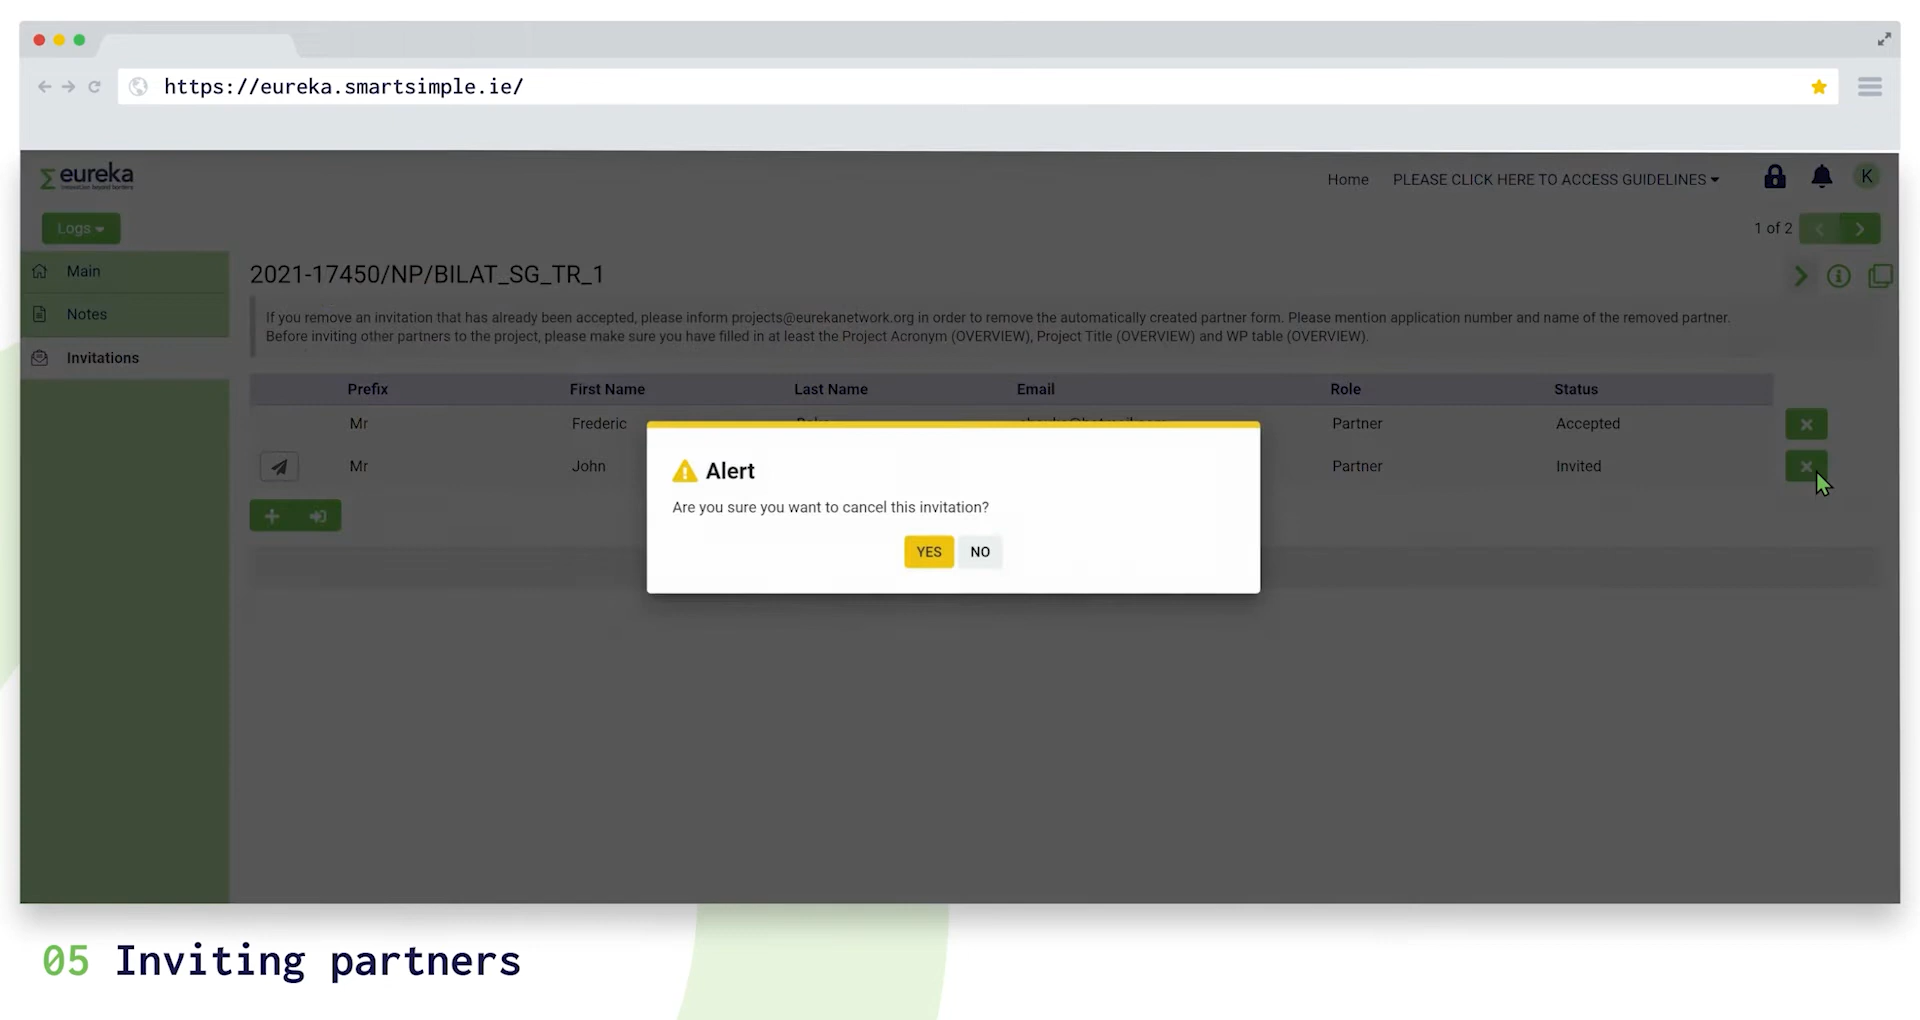 https://eureka.smartsimple.ie/
eureka
Home PLEASE CLICK HERE TO ACCESS GUIDELINES K
Logs 1 of 2
Main
Notes
Invitations
2021-17450/NP/BILAT_SG_TR_1
If you remove an invitation that has already been accepted, please inform projects@eurekanetwork.org in order to remove the automatically created partner form. Please mention application number and name of the removed partner.
Before inviting other partners to the project, please make sure you have filled in at least the Project Acronym (OVERVIEW), Project Title (OVERVIEW) and WP table (OVERVIEW).
Prefix First Name Last Name Email Role Status
Mr Frederic Partner Accepted
Mr John Partner Invited
Alert
Are you sure you want to cancel this invitation?
YES NO
05 Inviting partners